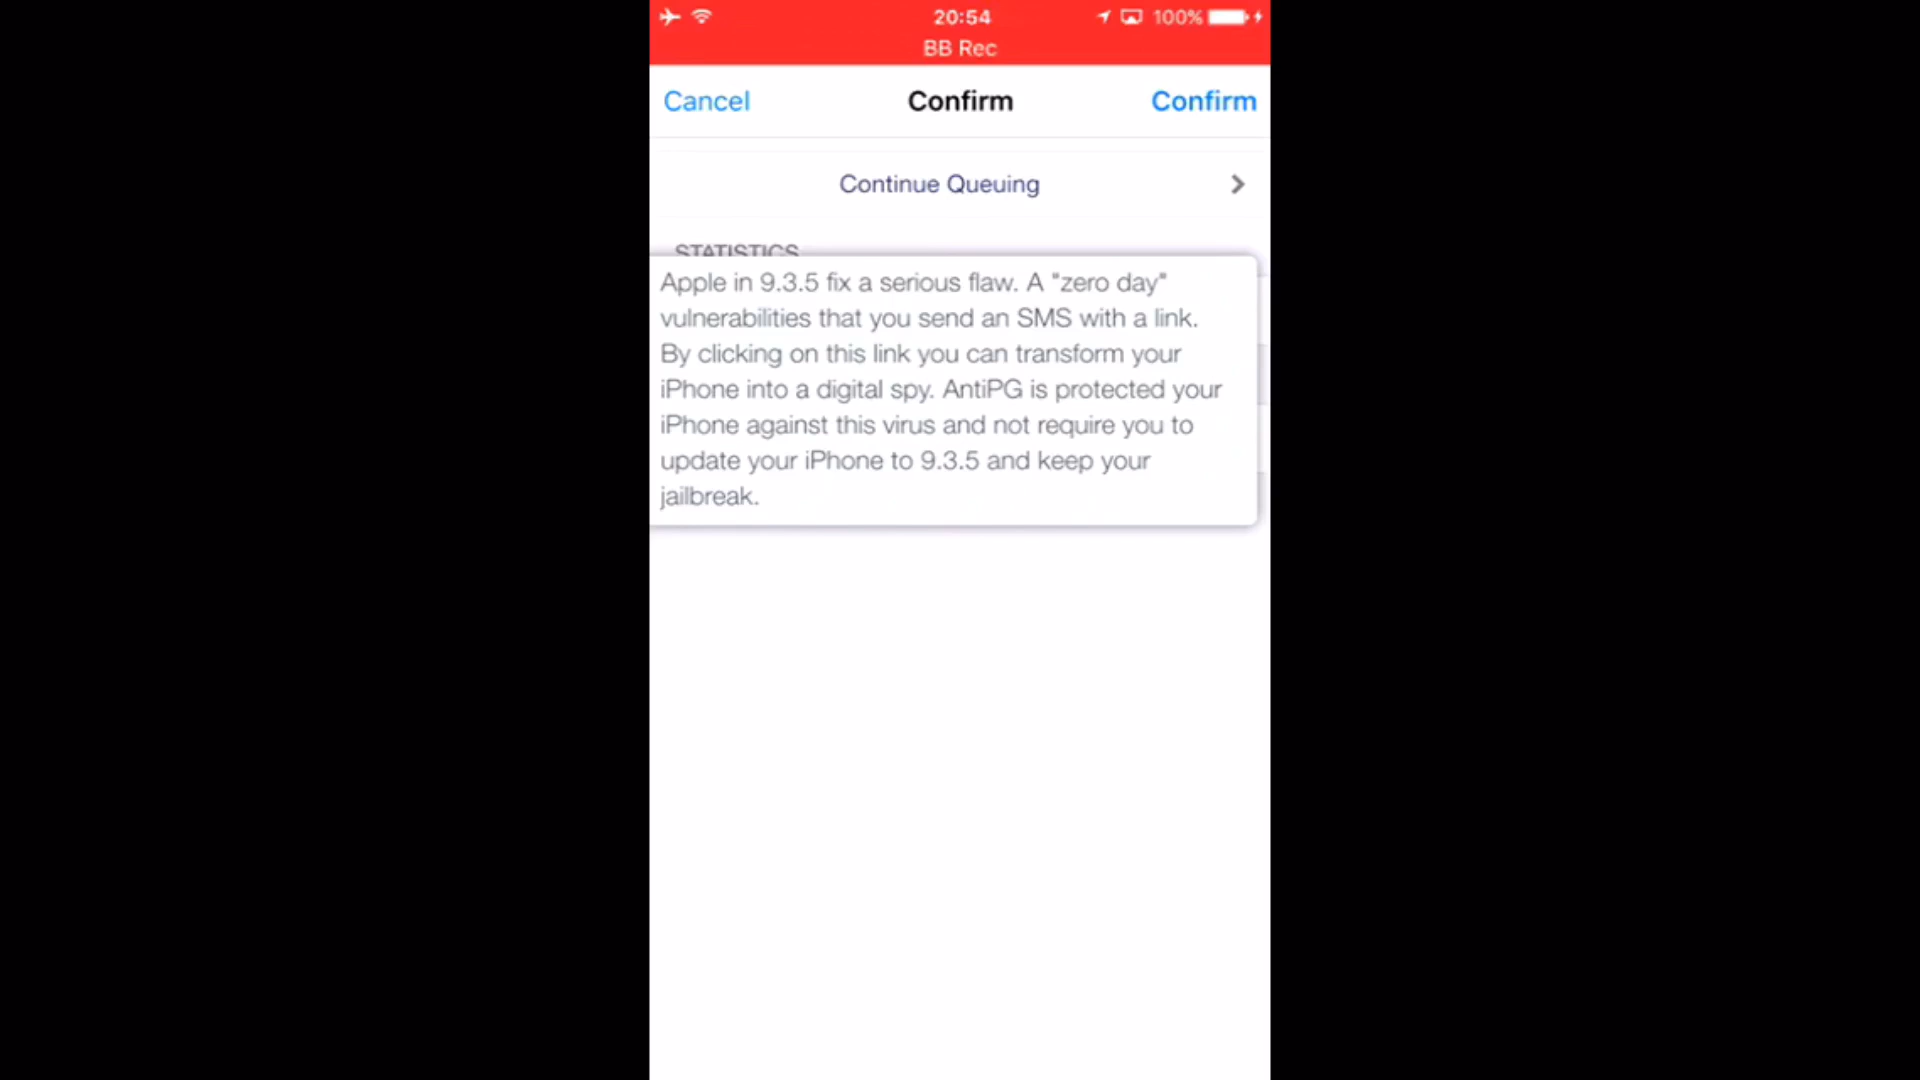 20:54
100%
BB Rec
Cancel
Confirm
Confirm
Continue Queuing
STATISTICS
Apple in 9.3.5 fix a serious flaw. A "zero day"
vulnerabilities that you send an SMS with a link.
By clicking on this link you can transform your
iPhone into a digital spy. AntiPG is protected your
iPhone against this virus and not require you to
update your iPhone to 9.3.5 and keep your
jailbreak.